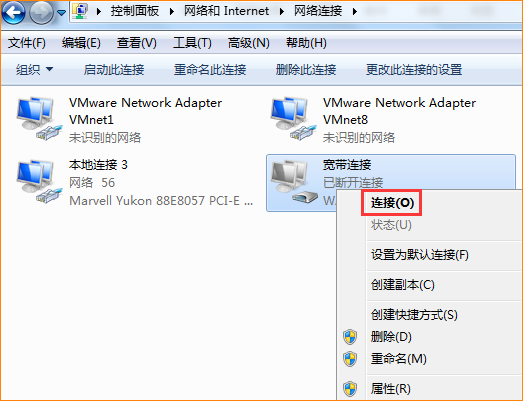 控制面板 ▸ 网络和 Internet ▸ 网络连接 ▸
文件(F) 编辑(E) 查看(V) 工具(T) 高级(N) 帮助(H)
组织 启动此连接 重命名此连接 删除此连接 更改此连接的设置
VMware Network Adapter VMnet1
未识别的网络
VMware Network Adapter VMnet8
未识别的网络
本地连接 3
网络 56
Marvell Yukon 88E8057 PCI-E ...
宽带连接
已断开连接
连接(O)
状态(U)
设置为默认连接(F)
创建副本(C)
创建快捷方式(S)
删除(D)
重命名(M)
属性(R)